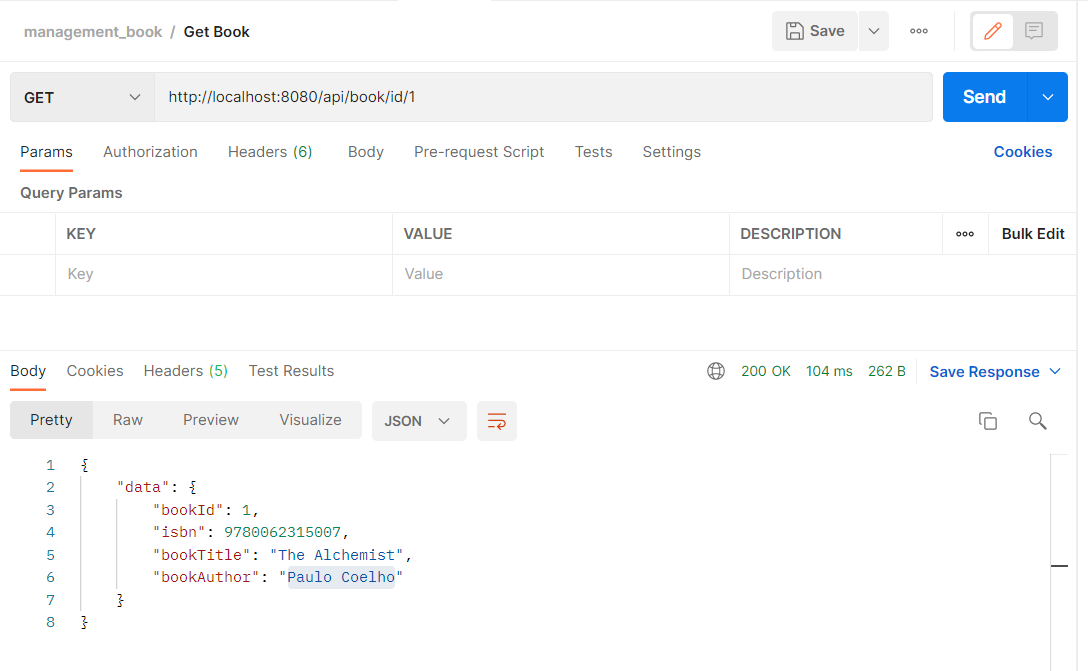 management_book / Get Book Save
GET http://localhost:8080/api/book/id/1 Send
Params Authorization Headers (6) Body Pre-request Script Tests Settings Cookies
Query Params
KEY VALUE DESCRIPTION Bulk Edit
Key Value Description
Body Cookies Headers (5) Test Results 200 OK 104 ms 262 B Save Response
Pretty Raw Preview Visualize JSON
1 {
2 "data": {
3 "bookId": 1,
4 "isbn": 9780062315007,
5 "bookTitle": "The Alchemist",
6 "bookAuthor": "Paulo Coelho"
7 }
8 }